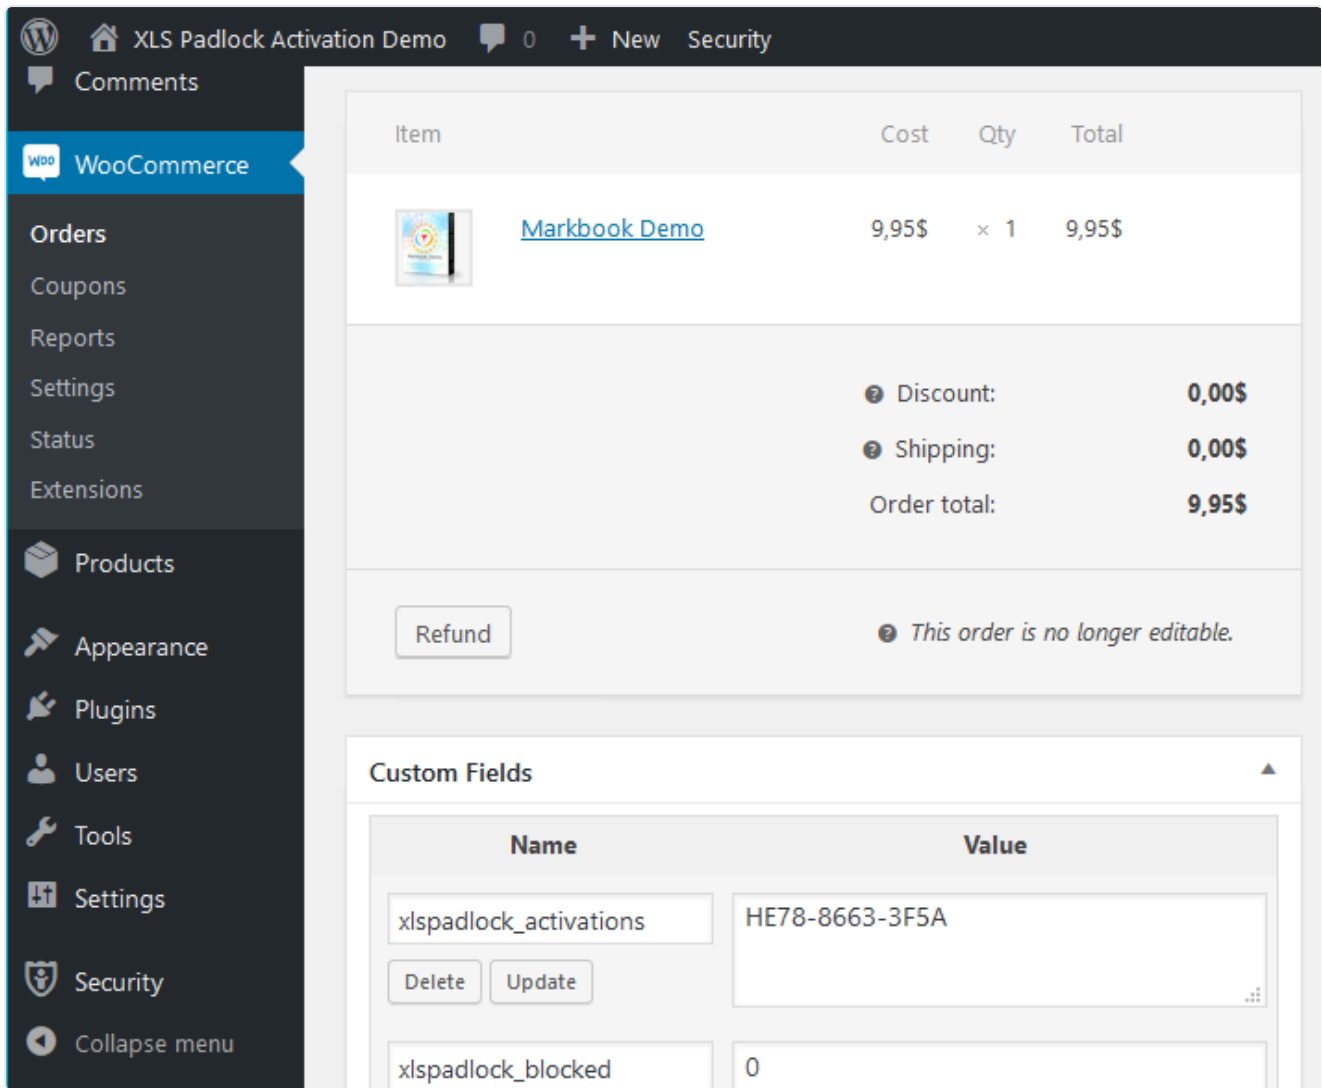 XLS Padlock Activation Demo 0 New Security
Comments
WOO WooCommerce
Orders
Coupons
Reports
Settings
Status
Extensions
Products
Appearance
Plugins
Users
Tools
Settings
Security
Collapse menu
Item Cost Qty Total
Markbook Demo 9,95$ × 1 9,95$
Discount: 0,00$
Shipping: 0,00$
Order total: 9,95$
Refund This order is no longer editable.
Custom Fields
Name Value
xlspadlock_activations HE78-8663-3F5A
Delete Update
xlspadlock_blocked 0